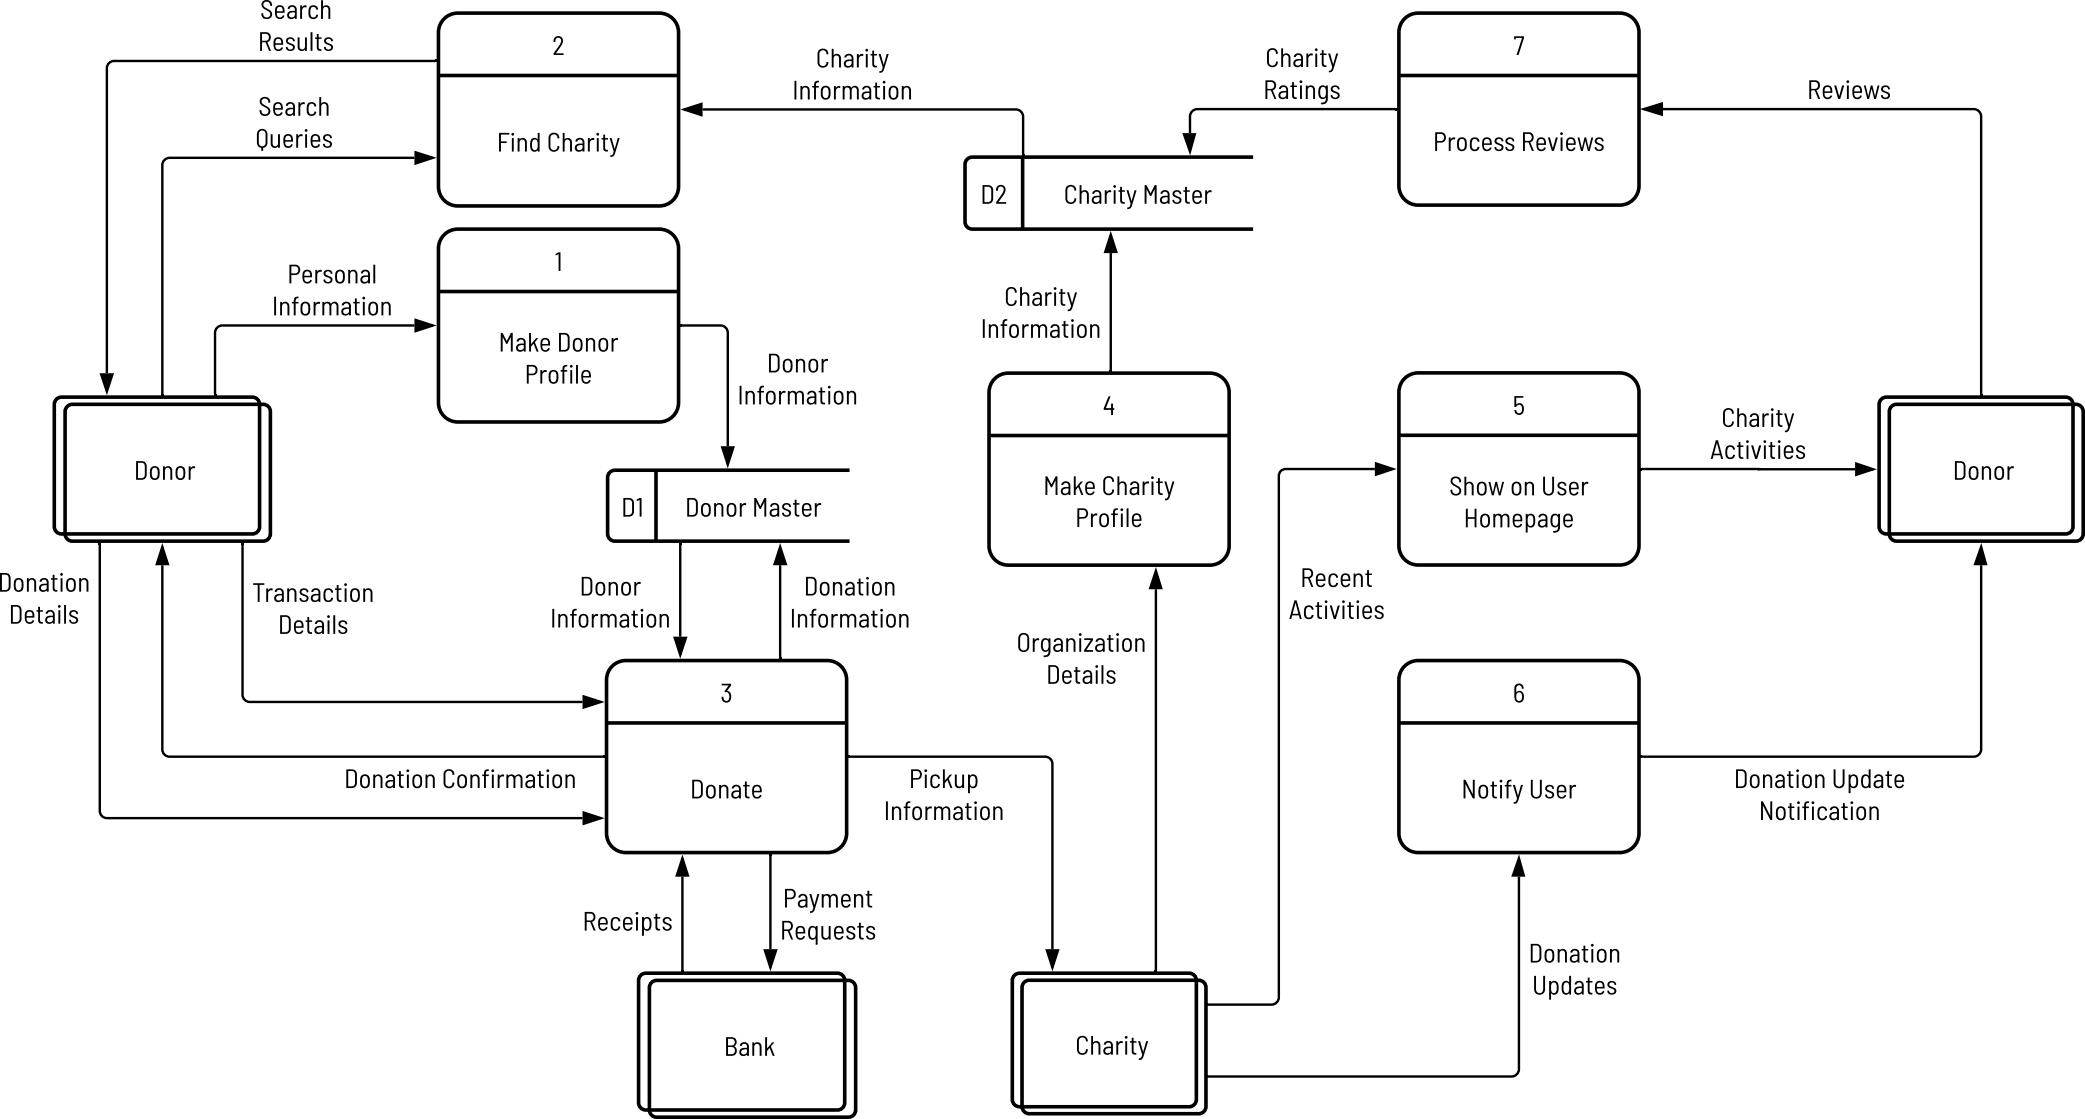 Search
Results
2
Find Charity
Search
Queries
Charity
Information
Charity
Ratings
7
Process Reviews
Reviews
D2
Charity Master
Personal
Information
1
Make Donor
Profile
Donor
Information
Charity
Information
4
Make Charity
Profile
5
Show on User
Homepage
Charity
Activities
Donor
Donor
D1
Donor Master
Donation
Details
Transaction
Details
Donor
Information
Donation
Information
Organization
Details
Recent
Activities
3
Donate
Donation Confirmation
Pickup
Information
6
Notify User
Donation Update
Notification
Receipts
Payment
Requests
Donation
Updates
Bank
Charity